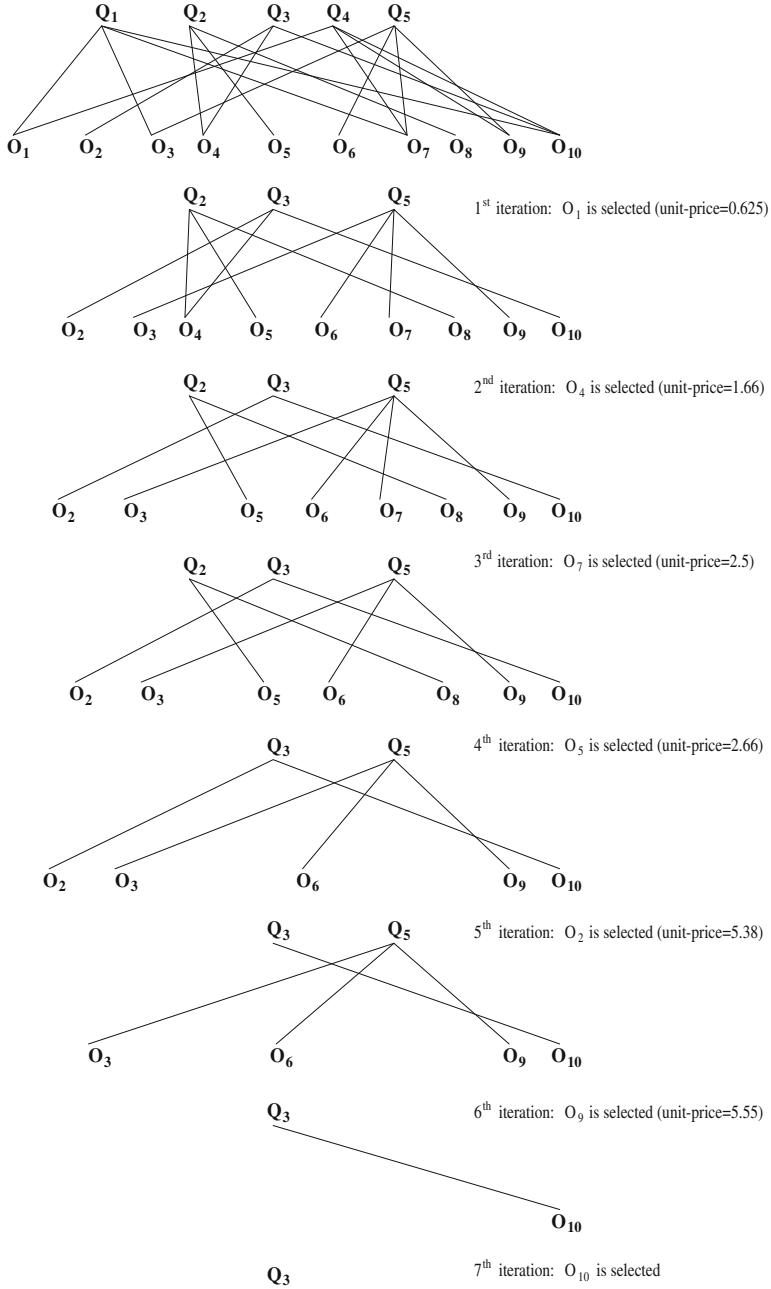 Q1 Q2 Q3 Q4 Q5
O1 O2 O3 O4 O5 O6 O7 O8 O9 O10
Q2 Q3 Q5 1st iteration: O1 is selected (unit-price=0.625)
O2 O3 O4 O5 O6 O7 O8 O9 O10
Q2 Q3 Q5 2nd iteration: O4 is selected (unit-price=1.66)
O2 O3 O5 O6 O7 O8 O9 O10
Q2 Q3 Q5 3rd iteration: O7 is selected (unit-price=2.5)
O2 O3 O5 O6 O8 O9 O10
Q3 Q5 4th iteration: O5 is selected (unit-price=2.66)
O2 O3 O6 O9 O10
Q3 Q5 5th iteration: O2 is selected (unit-price=5.38)
O3 O6 O9 O10
Q3 6th iteration: O9 is selected (unit-price=5.55)
O10
Q3 7th iteration: O10 is selected